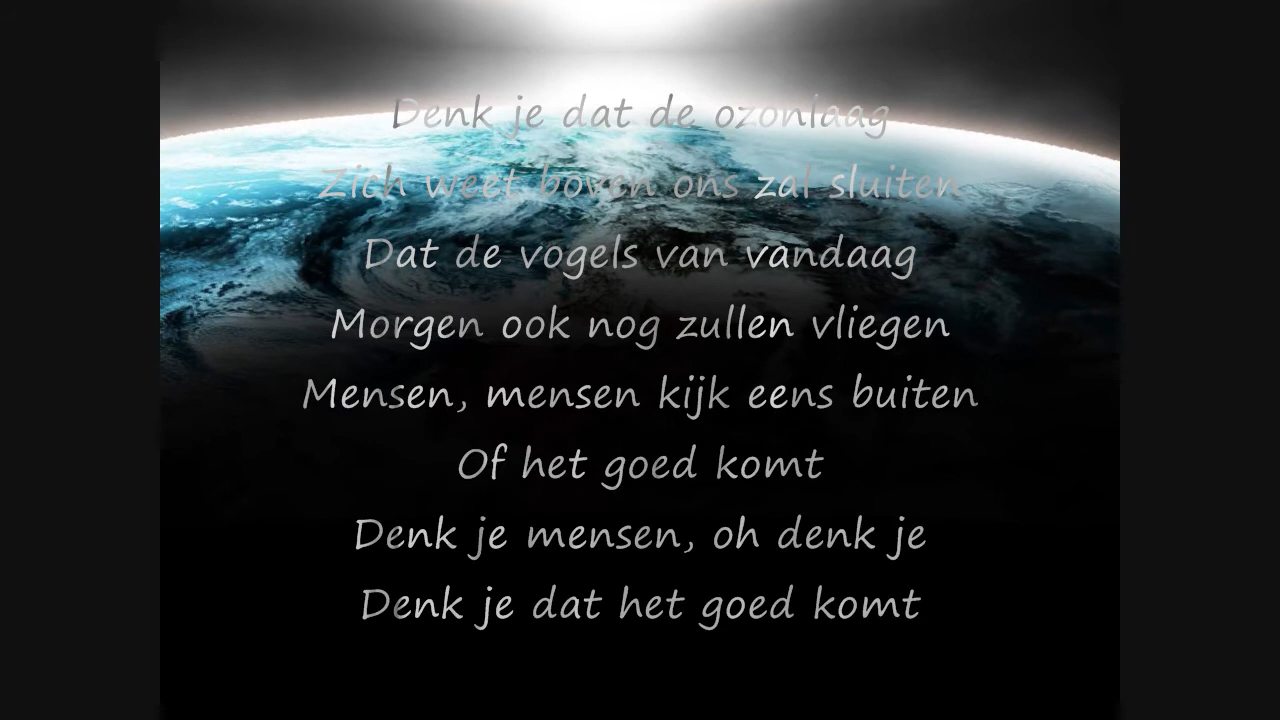 Denk je dat de ozonlaag
Zich weet boven ons zal sluiten
Dat de vogels van vandaag
Morgen ook nog zullen vliegen
Mensen, mensen kijk eens buiten
Of het goed komt
Denk je mensen, oh denk je
Denk je dat het goed komt